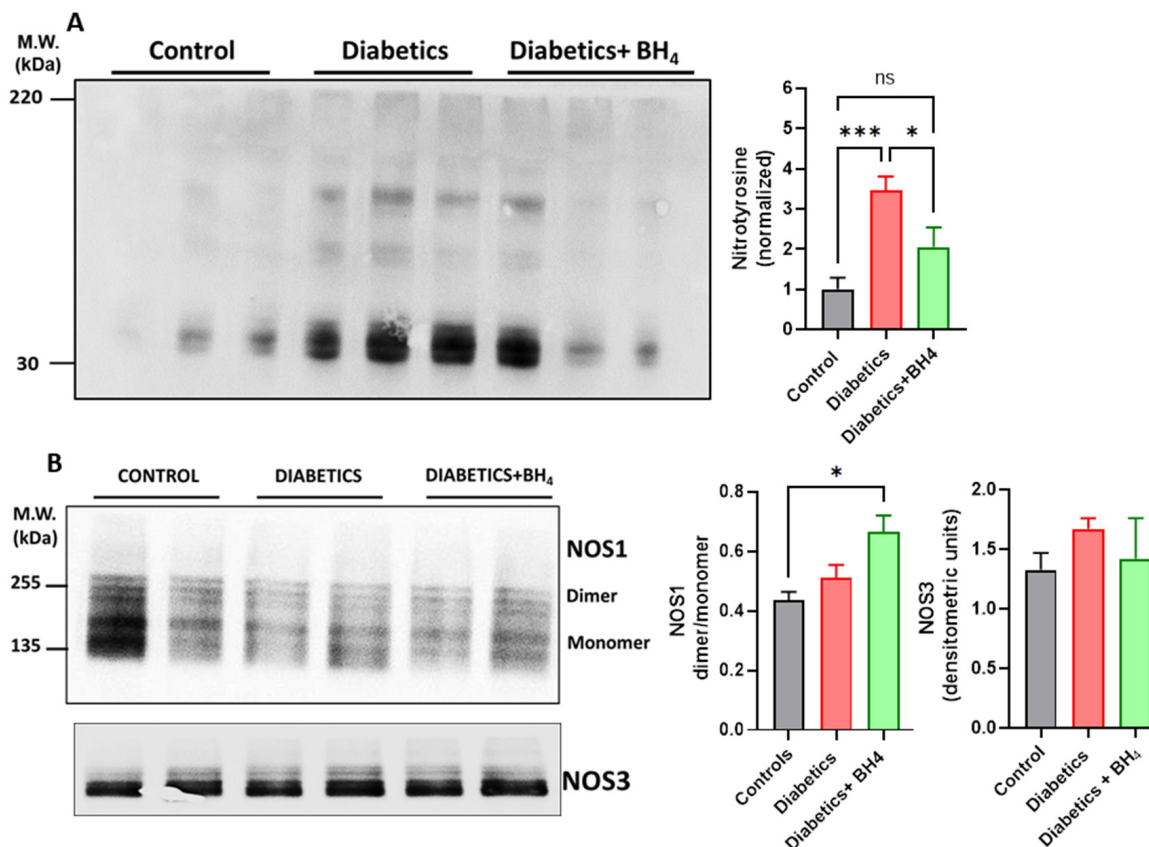 A
M.W.
(kDa)
Control
Diabetics
Diabetics+ BH₄
220
30
ns
***
*
6
5
4
3
2
1
0
Nitrotyrosine
(normalized)
Control
Diabetics
Diabetics+BH4
B
CONTROL
DIABETICS
DIABETICS+BH₄
M.W.
(kDa)
NOS1
255
Dimer
135
Monomer
NOS3
*
0.8
0.6
0.4
0.2
0.0
NOS1
dimer/monomer
Controls
Diabetics
Diabetics+ BH4
2.0
1.5
1.0
0.5
0.0
NOS3
(densitometric units)
Control
Diabetics
Diabetics + BH₄